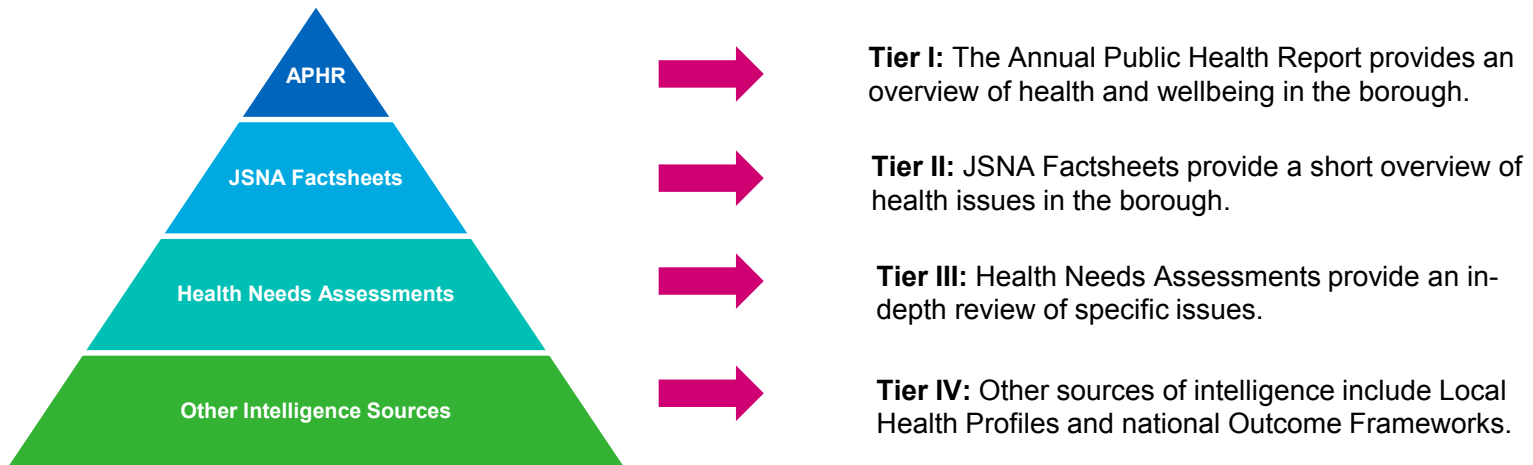 APHR
Tier I: The Annual Public Health Report provides an
overview of health and wellbeing in the borough.
JSNA Factsheets
Tier II: JSNA Factsheets provide a short overview of
health issues in the borough.
Health Needs Assessments
Tier III: Health Needs Assessments provide an in-
depth review of specific issues.
Other Intelligence Sources
Tier IV: Other sources of intelligence include Local
Health Profiles and national Outcome Frameworks.